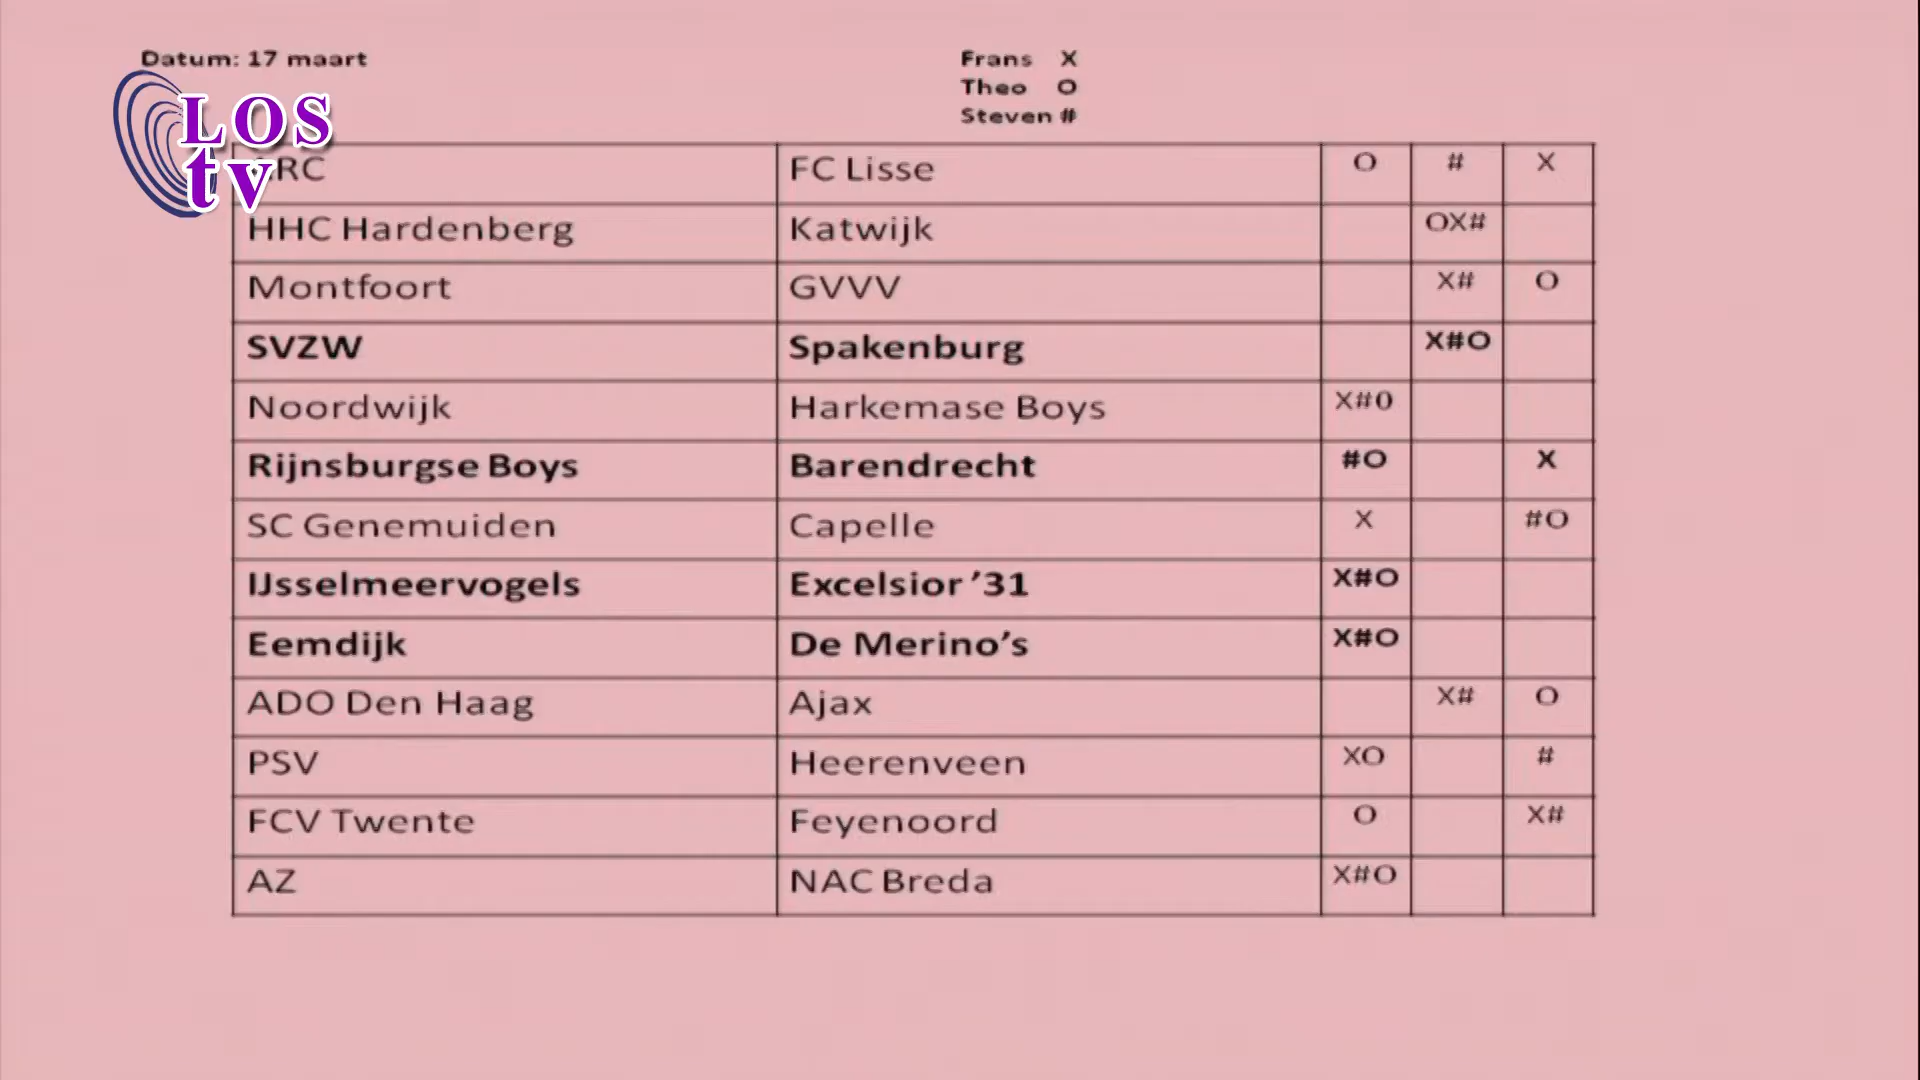 Datum: 17 maart
Frans X
Theo O
Steven #
LOS
tv
FC Lisse O # X
HHC Hardenberg Katwijk OX#
Montfoort GVVV X# O
SVZW Spakenburg X#O
Noordwijk Harkemase Boys X#0
Rijnsburgse Boys Barendrecht #O X
SC Genemuiden Capelle X #O
IJsselmeervogels Excelsior ’31 X#O
Eemdijk De Merino’s X#O
ADO Den Haag Ajax X# O
PSV Heerenveen XO #
FCV Twente Feyenoord O X#
AZ NAC Breda X#O